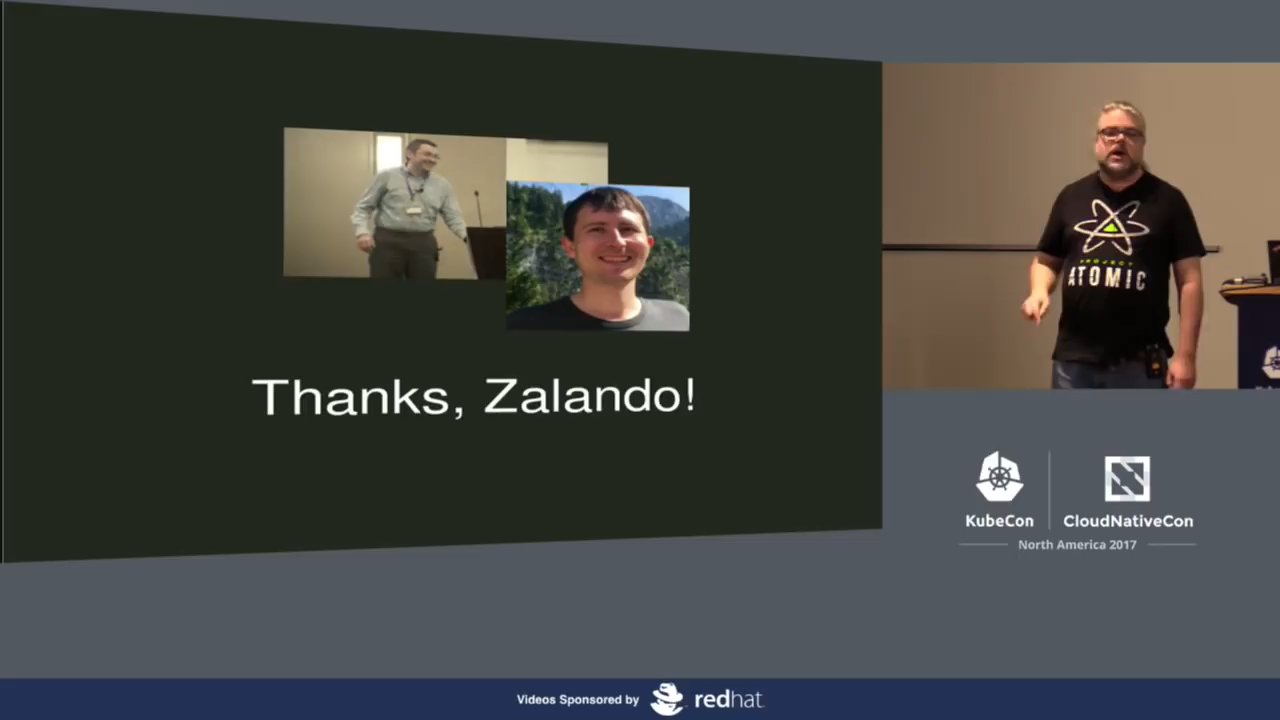 Thanks, Zalando!
PROJECT
ATOMIC
KubeCon
CloudNativeCon
North America 2017
Videos Sponsored by redhat